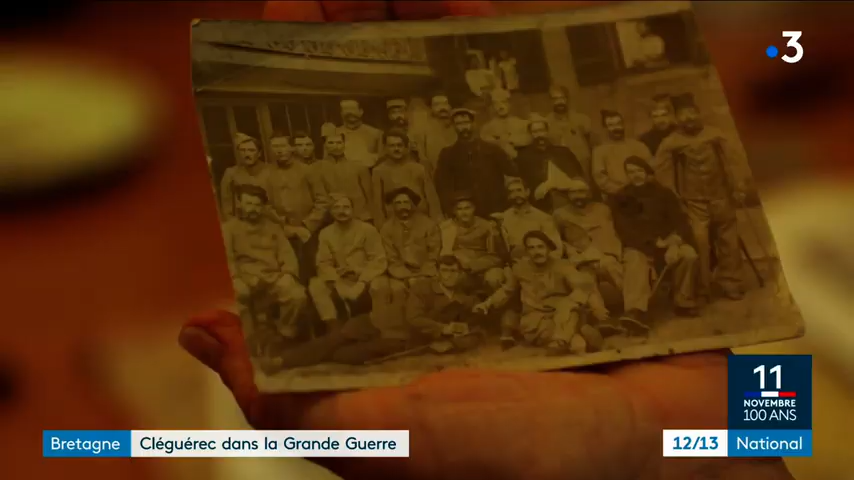 3
11
NOVEMBRE
100 ANS
Bretagne Cléguérec dans la Grande Guerre
12/13 National